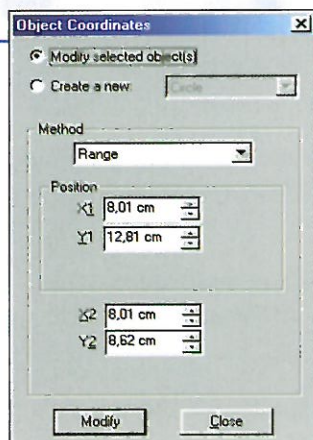 Object Coordinates
Modify selected object(s)
Create a new: Circle
Method
Range
Position
X1 8,01 cm
Y1 12,81 cm
X2 8,01 cm
Y2 8,62 cm
Modify Close